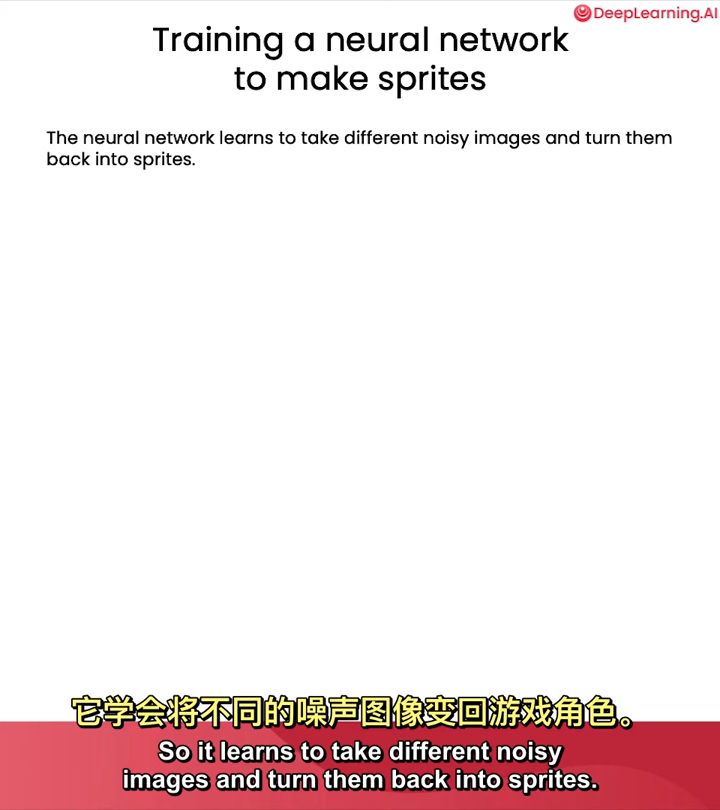 DeepLearning.AI
Training a neural network
to make sprites
The neural network learns to take different noisy images and turn them
back into sprites.
它学会将不同的噪声图像变回游戏角色。
So it learns to take different noisy
images and turn them back into sprites.